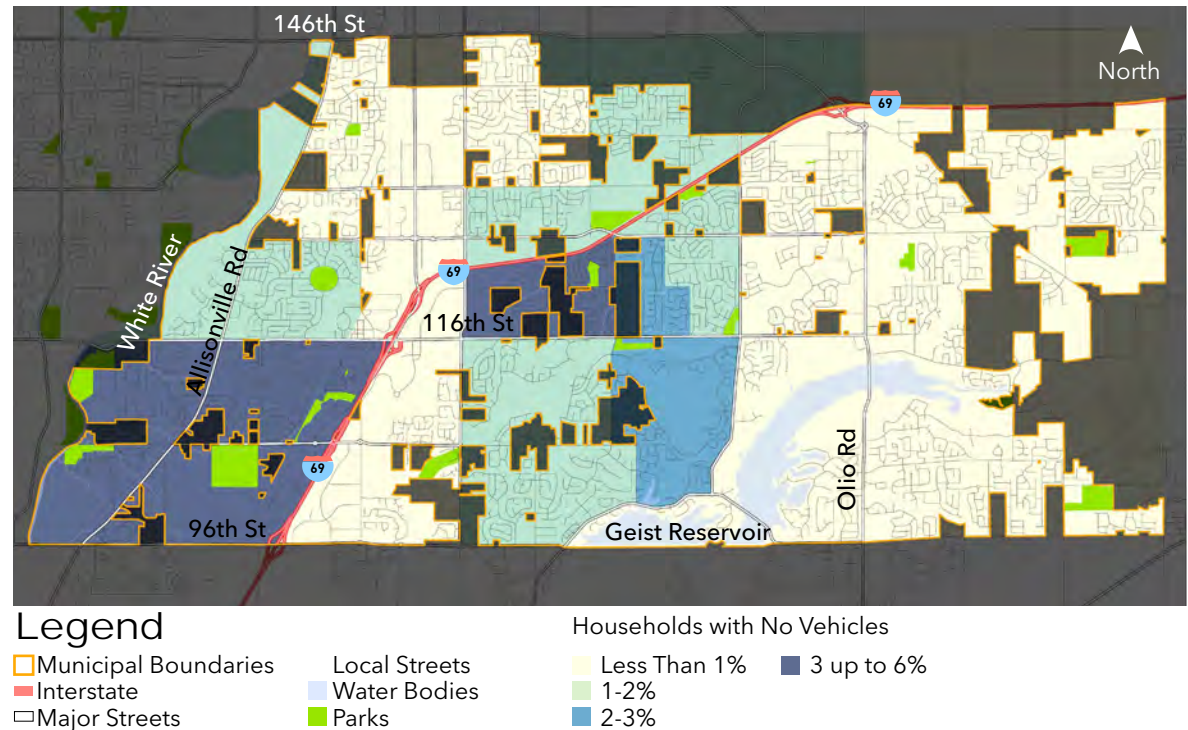 146th St
North
69
White River
Allisonville Rd
69
116th St
Olio Rd
69
96th St
Geist Reservoir
Legend
Municipal Boundaries
Interstate
Major Streets
Local Streets
Water Bodies
Parks
Households with No Vehicles
Less Than 1%
1-2%
2-3%
3 up to 6%